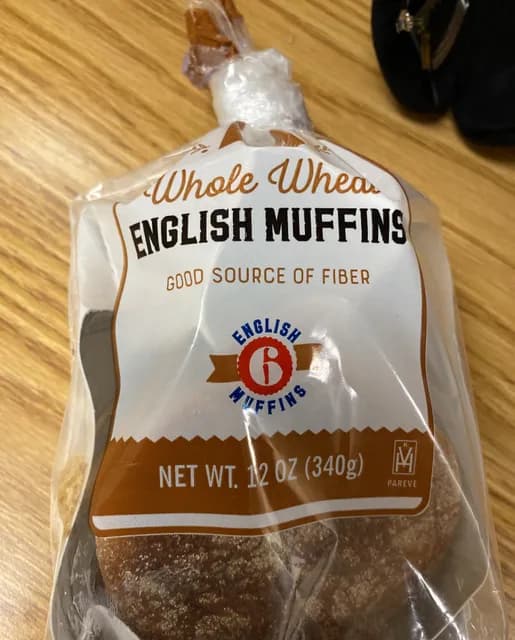 Whole Wheat
ENGLISH MUFFINS
GOOD SOURCE OF FIBER
ENGLISH
6
MUFFINS
NET WT. 12 OZ (340g)
PAREVE